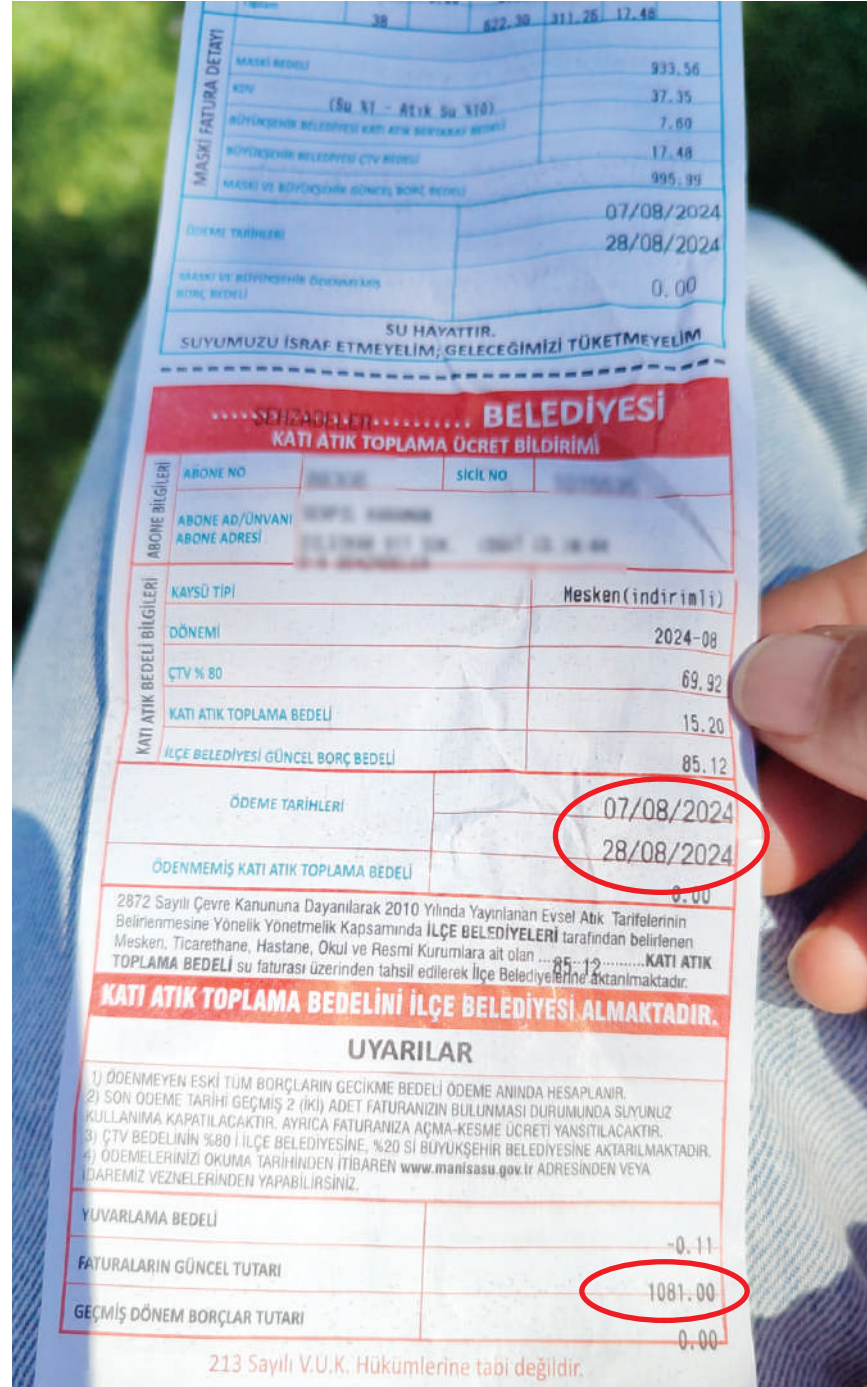 Toplam 38 622.30 311.26 17.48
MASKİ FATURA DETAYI
MASKİ BEDELİ 933.56
KDV (Su %1 - Atık Su %10) 37.35
BÜYÜKŞEHİR BELEDİYESİ KATI ATIK BERTARAF BEDELİ 7.60
BÜYÜKŞEHİR BELEDİYESİ ÇTV BEDELİ 17.48
MASKİ VE BÜYÜKŞEHİR GÜNCEL BORÇ BEDELİ 995.99
07/08/2024
ÖDEME TARİHLERİ
28/08/2024
MASKİ VE BÜYÜKŞEHİR ÖDENMEMİŞ
BORÇ BEDELİ 0.00
SU HAYATTIR.
SUYUMUZU İSRAF ETMEYELİM; GELECEĞİMİZİ TÜKETMEYELİM
.....SEHZADELER.......... BELEDİYESİ
KATI ATIK TOPLAMA ÜCRET BİLDİRİMİ
ABONE BİLGİLERİ
ABONE NO SİCİL NO
ABONE AD/ÜNVANI
ABONE ADRESİ
KATI ATIK BEDELİ BİLGİLERİ
KAYSÜ TİPİ Mesken(indirimli)
DÖNEMİ 2024-08
ÇTV % 80 69.92
KATI ATIK TOPLAMA BEDELİ 15.20
İLÇE BELEDİYESİ GÜNCEL BORÇ BEDELİ 85.12
ÖDEME TARİHLERİ 07/08/2024
28/08/2024
ÖDENMEMİŞ KATI ATIK TOPLAMA BEDELİ 0.00
2872 Sayılı Çevre Kanununa Dayanılarak 2010 Yılında Yayınlanan Evsel Atık Tarifelerinin
Belirlenmesine Yönelik Yönetmelik Kapsamında İLÇE BELEDİYELERİ tarafından belirlenen
Mesken, Ticarethane, Hastane, Okul ve Resmi Kurumlara ait olan ....85.12..........KATI ATIK
TOPLAMA BEDELİ su faturası üzerinden tahsil edilerek İlçe Belediyelerine aktarılmaktadır.
KATI ATIK TOPLAMA BEDELİNİ İLÇE BELEDİYESİ ALMAKTADIR.
UYARILAR
1) ÖDENMEYEN ESKİ TÜM BORÇLARIN GECİKME BEDELİ ÖDEME ANINDA HESAPLANIR.
2) SON ÖDEME TARİHİ GEÇMİŞ 2 (İKİ) ADET FATURANIZIN BULUNMASI DURUMUNDA SUYUNUZ
KULLANIMA KAPATILACAKTIR. AYRICA FATURANIZA AÇMA-KESME ÜCRETİ YANSITILACAKTIR.
3) ÇTV BEDELİNİN %80 İ İLÇE BELEDİYESİNE, %20 Sİ BÜYÜKŞEHİR BELEDİYESİNE AKTARILMAKTADIR.
4) ÖDEMELERİNİZİ OKUMA TARİHİNDEN İTİBAREN www.manisasu.gov.tr ADRESİNDEN VEYA
İDAREMİZ VEZNELERİNDEN YAPABİLİRSİNİZ.
YUVARLAMA BEDELİ -0.11
FATURALARIN GÜNCEL TUTARI 1081.00
GEÇMİŞ DÖNEM BORÇLAR TUTARI 0.00
213 Sayılı V.U.K. Hükümlerine tabi değildir.